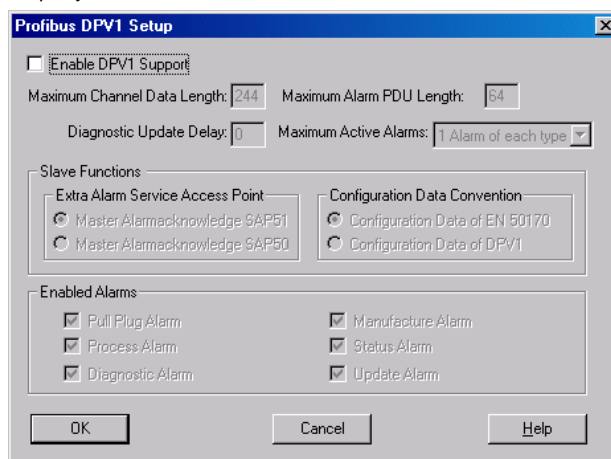 Profibus DPV1 Setup
Enable DPV1 Support
Maximum Channel Data Length: 244 Maximum Alarm PDU Length: 64
Diagnostic Update Delay: 0 Maximum Active Alarms: 1 Alarm of each type
Slave Functions
Extra Alarm Service Access Point
Master Alarmacknowledge SAP51
Master Alarmacknowledge SAP50
Configuration Data Convention
Configuration Data of EN 50170
Configuration Data of DPV1
Enabled Alarms
Pull Plug Alarm Manufacture Alarm
Process Alarm Status Alarm
Diagnostic Alarm Update Alarm
OK Cancel Help